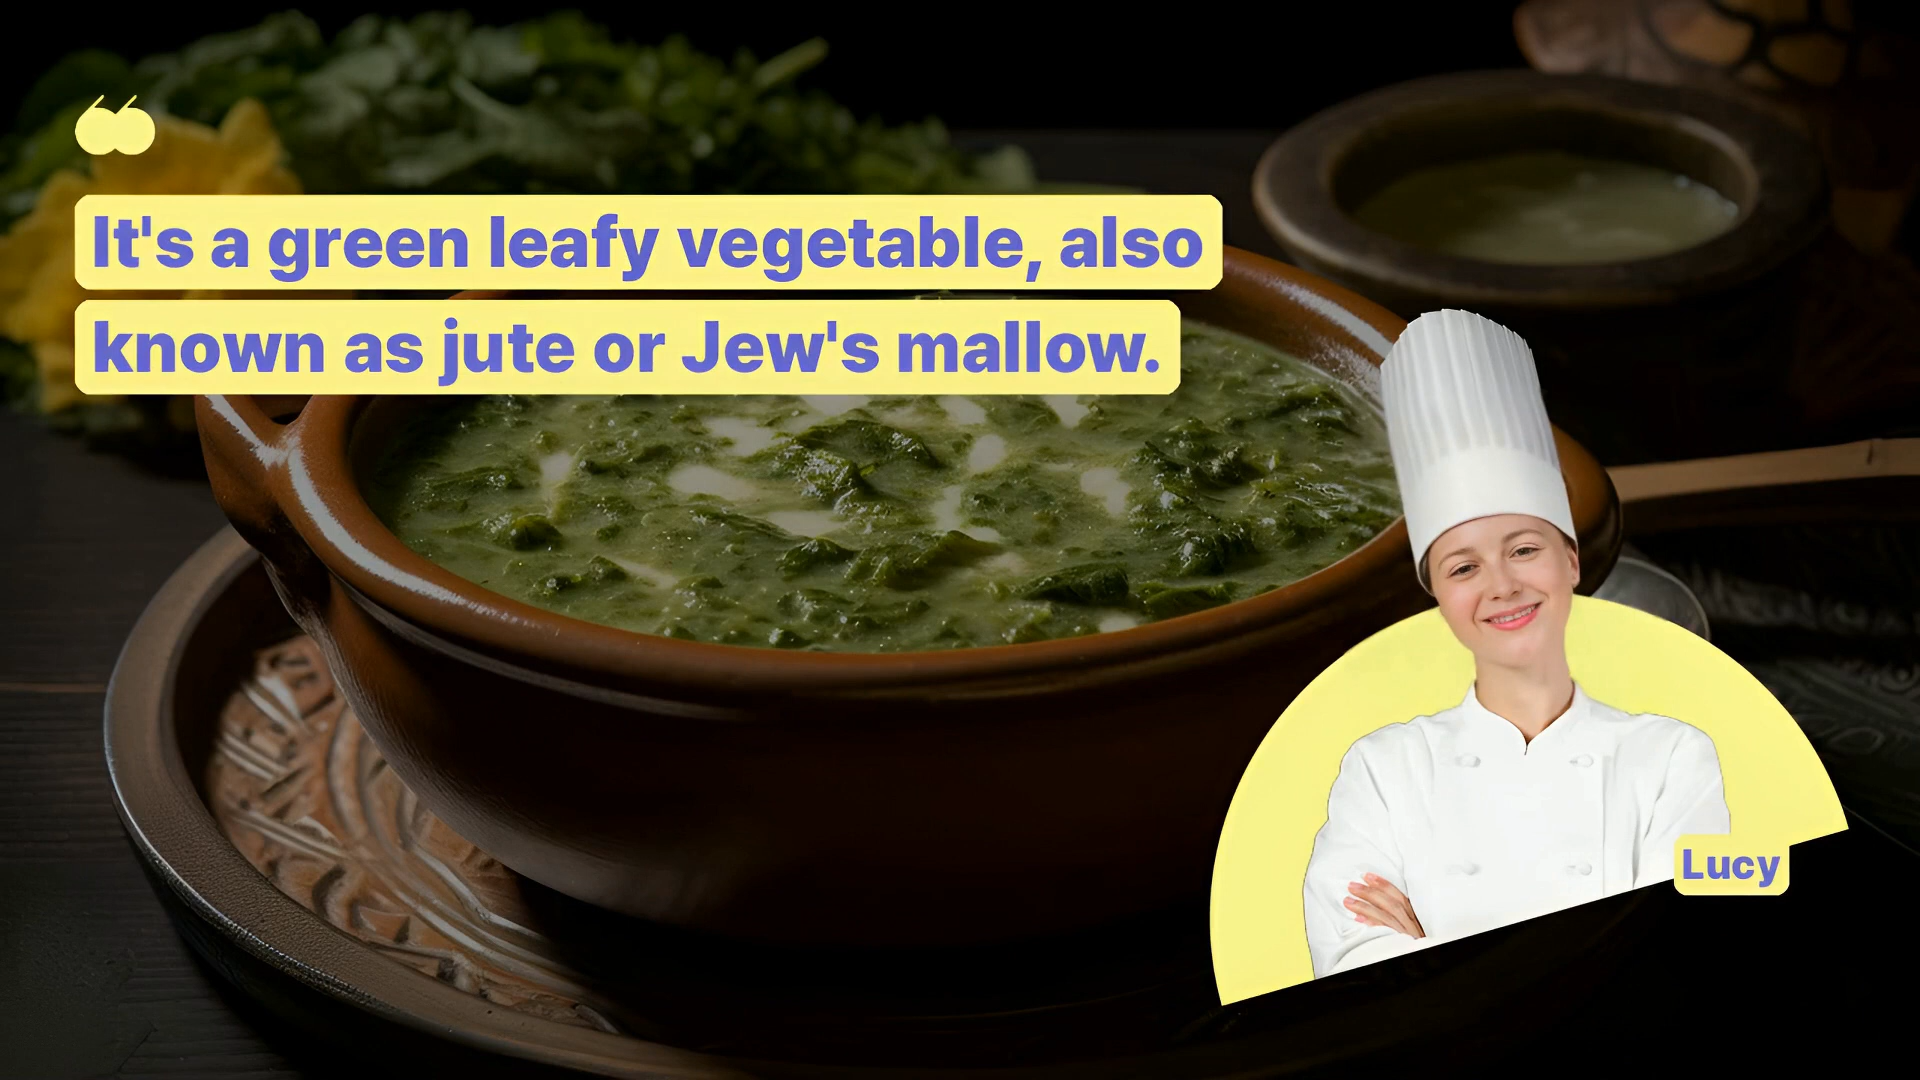 It's a green leafy vegetable, also
known as jute or Jew's mallow.
Lucy